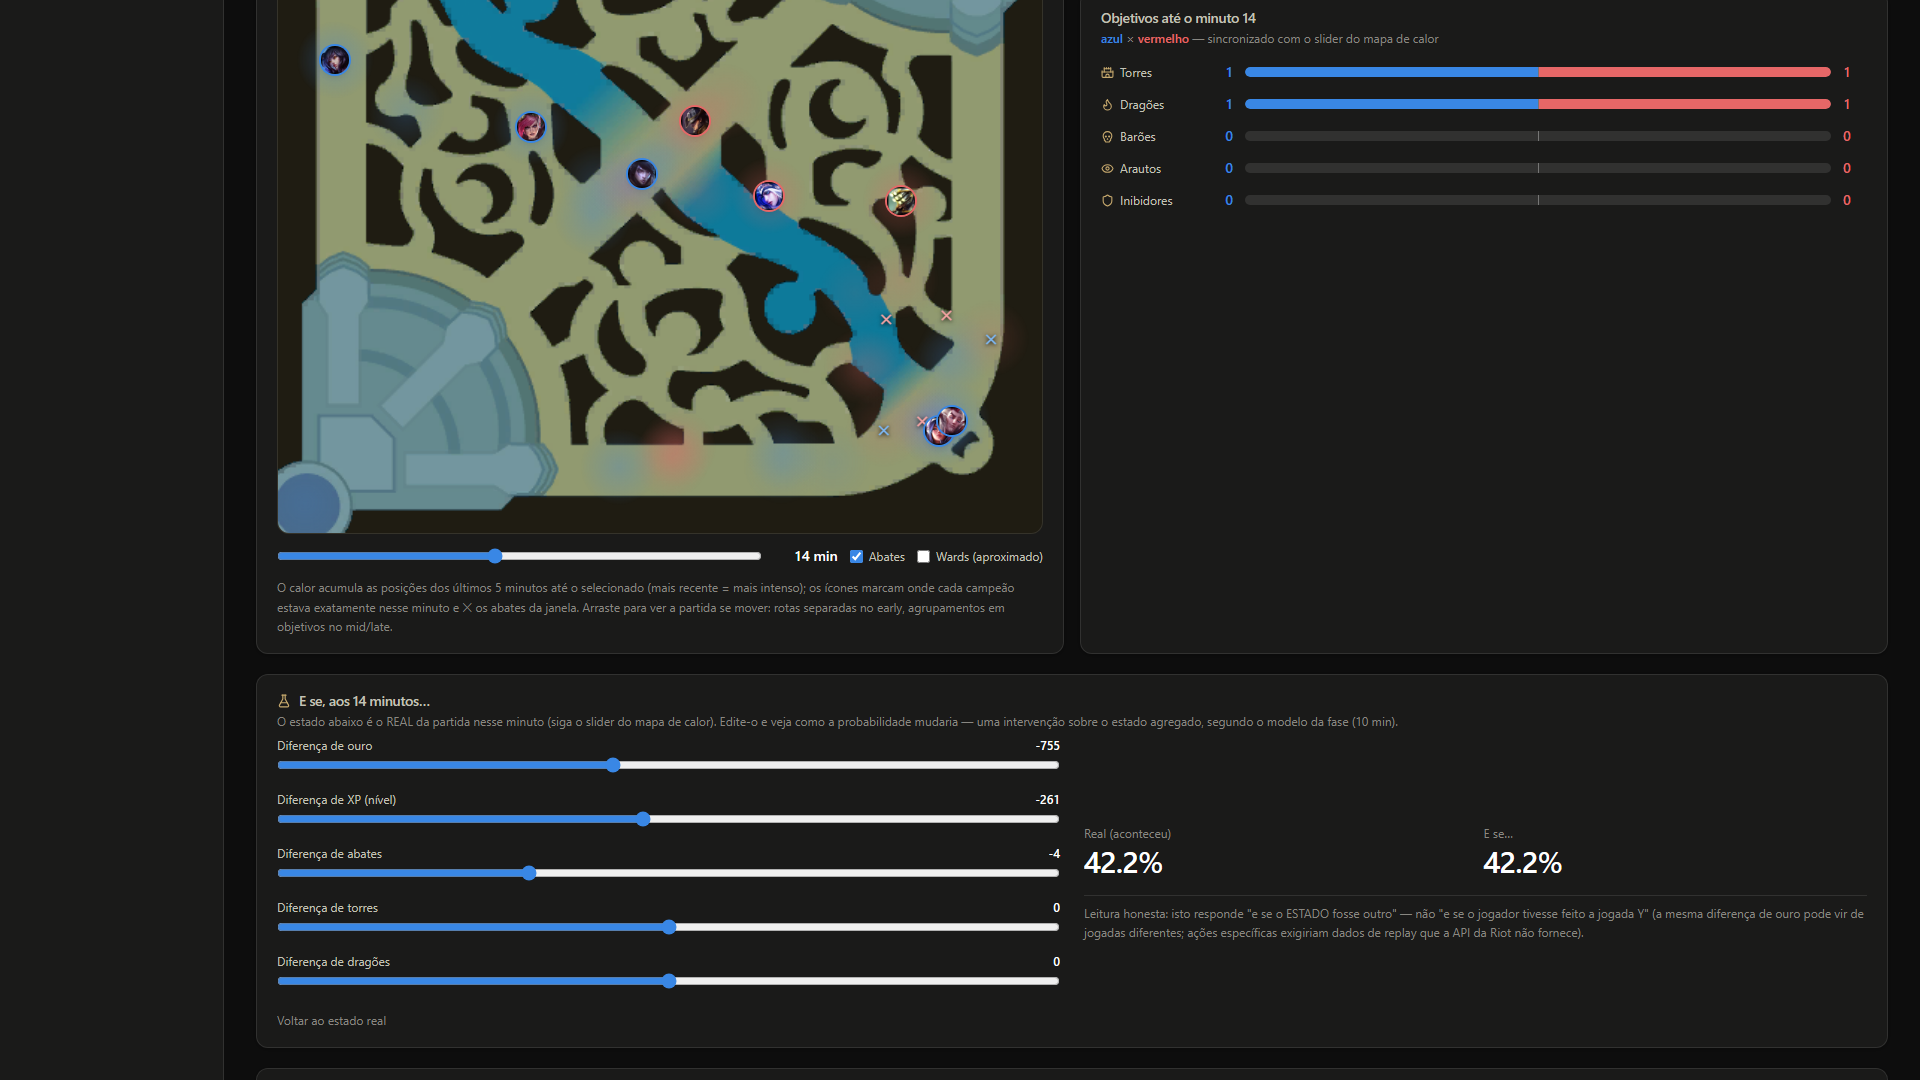 Objetivos até o minuto 14
azul × vermelho — sincronizado com o slider do mapa de calor
Torres 1 1
Dragões 1 1
Barões 0 0
Arautos 0 0
Inibidores 0 0
14 min Abates Wards (aproximado)
O calor acumula as posições dos últimos 5 minutos até o selecionado (mais recente = mais intenso); os ícones marcam onde cada campeão
estava exatamente nesse minuto e ✕ os abates da janela. Arraste para ver a partida se mover: rotas separadas no early, agrupamentos em
objetivos no mid/late.
E se, aos 14 minutos...
O estado abaixo é o REAL da partida nesse minuto (siga o slider do mapa de calor). Edite-o e veja como a probabilidade mudaria — uma intervenção sobre o estado agregado, segundo o modelo da fase (10 min).
Diferença de ouro -755
Diferença de XP (nível) -261
Diferença de abates -4
Diferença de torres 0
Diferença de dragões 0
Voltar ao estado real
Real (aconteceu) E se...
42.2% 42.2%
Leitura honesta: isto responde "e se o ESTADO fosse outro" — não "e se o jogador tivesse feito a jogada Y" (a mesma diferença de ouro pode vir de
jogadas diferentes; ações específicas exigiriam dados de replay que a API da Riot não fornece).